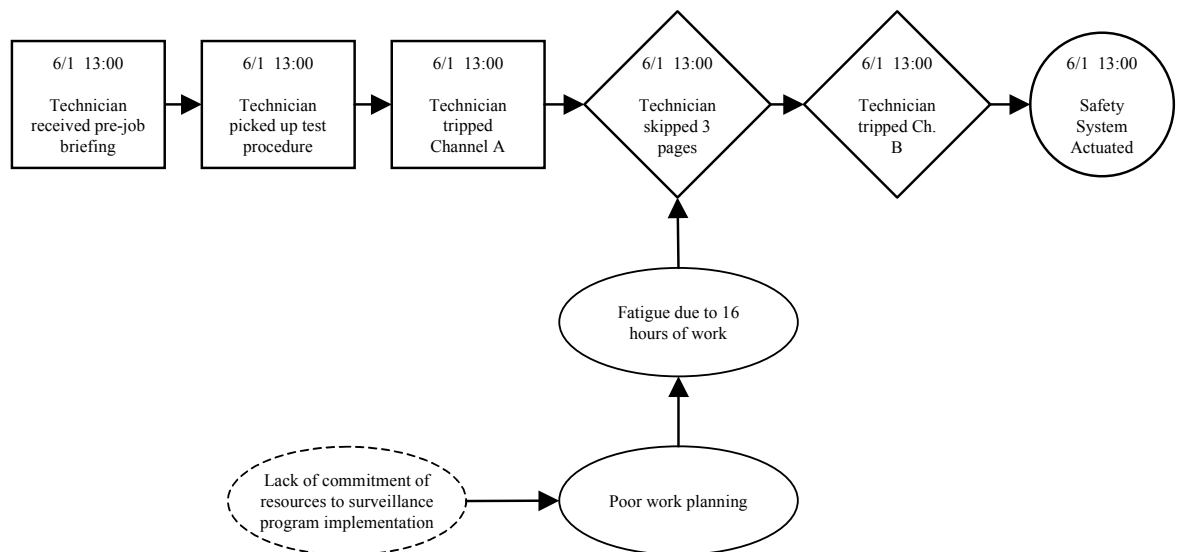 6/1 13:00
Technician
received pre-job
briefing
6/1 13:00
Technician
picked up test
procedure
6/1 13:00
Technician
tripped
Channel A
6/1 13:00
Technician
skipped 3
pages
6/1 13:00
Technician
tripped Ch.
B
6/1 13:00
Safety
System
Actuated
Fatigue due to 16
hours of work
Lack of commitment of
resources to surveillance
program implementation
Poor work planning